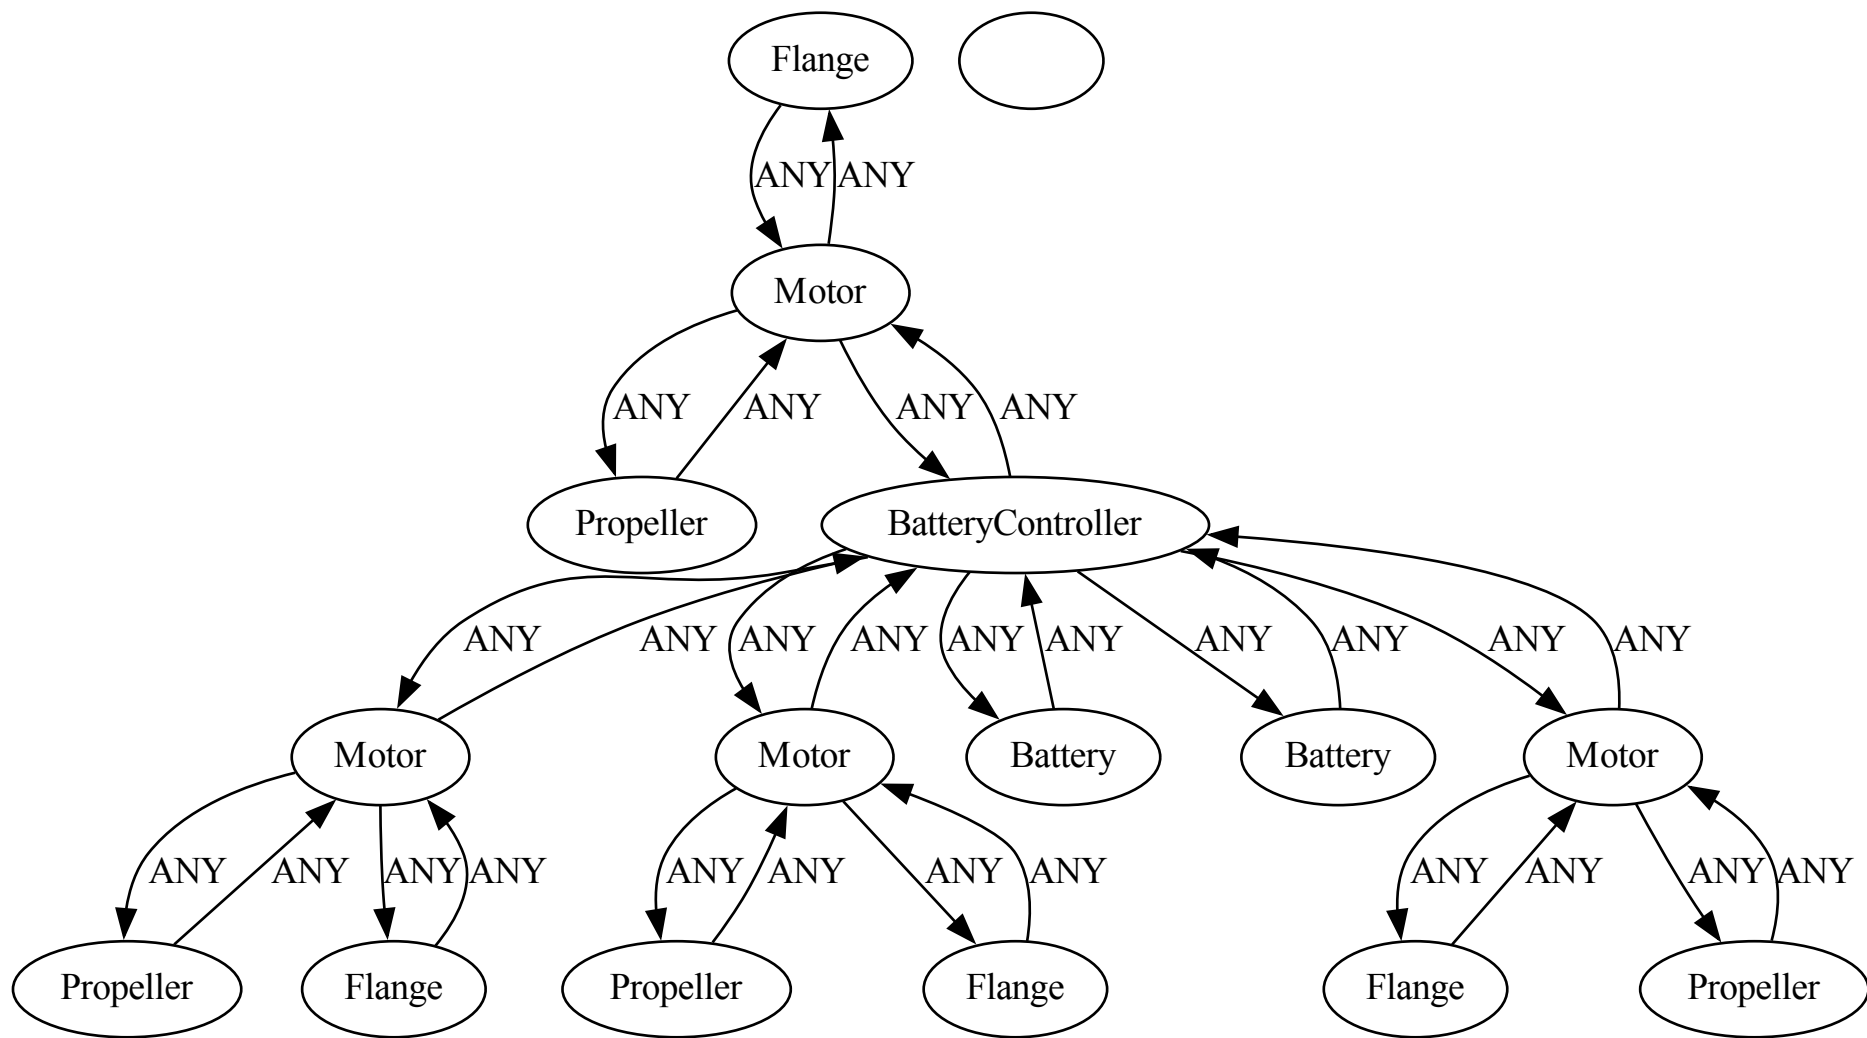 Flange
ANY ANY
Motor
ANY ANY ANY ANY
Propeller BatteryController
ANY ANY ANY ANY ANY ANY ANY ANY ANY ANY
Motor Motor Battery Battery Motor
ANY ANY ANY ANY ANY ANY ANY ANY ANY ANY ANY ANY
Propeller Flange Propeller Flange Flange Propeller